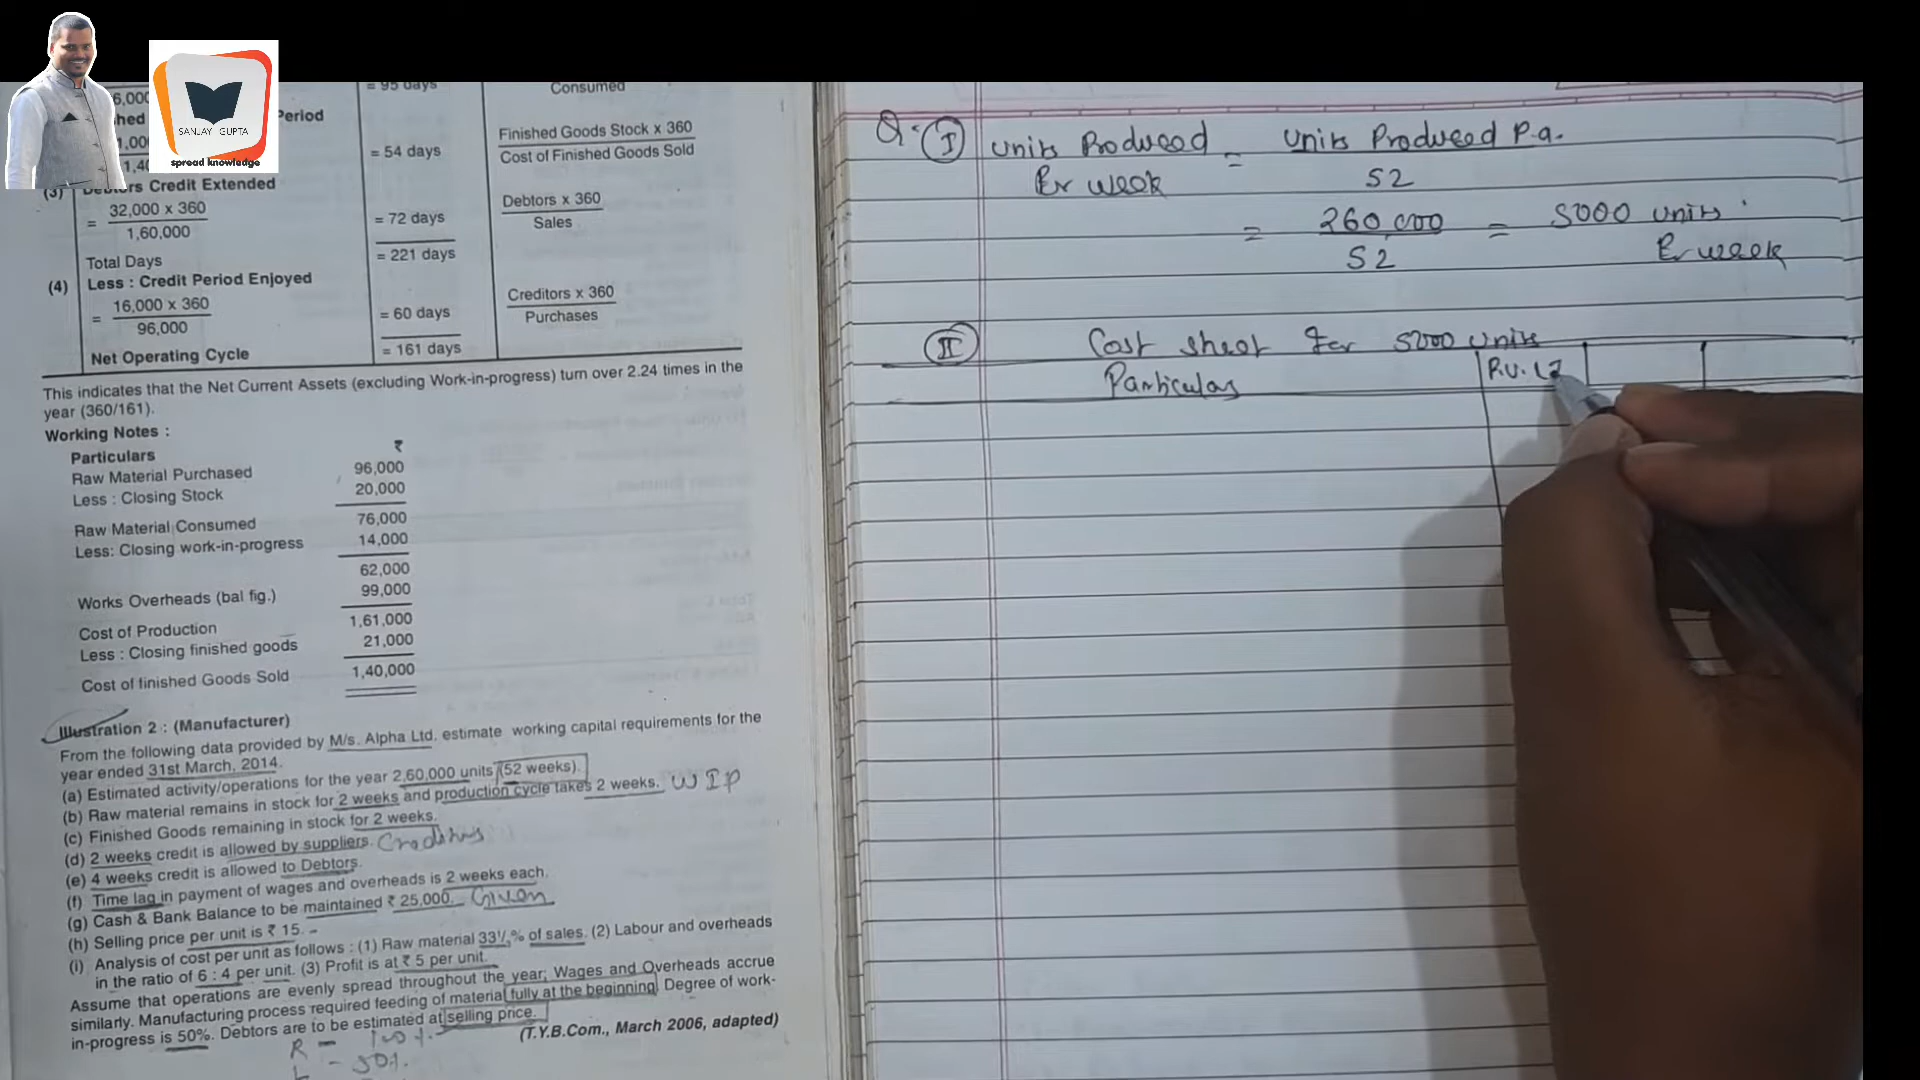 SANJAY GUPTA
spread knowledge
= 95 days
Consumed
6,000
Period
Finished Goods Stock x 360
= 54 days
Cost of Finished Goods Sold
(3) Debtors Credit Extended
= 32,000 x 360
1,60,000
= 72 days
Debtors x 360
Sales
Total Days
= 221 days
(4) Less : Credit Period Enjoyed
= 16,000 x 360
96,000
= 60 days
Creditors x 360
Purchases
Net Operating Cycle
= 161 days
This indicates that the Net Current Assets (excluding Work-in-progress) turn over 2.24 times in the
year (360/161).
Working Notes :
Particulars ₹
Raw Material Purchased 96,000
Less : Closing Stock 20,000
Raw Material Consumed 76,000
Less: Closing work-in-progress 14,000
62,000
Works Overheads (bal fig.) 99,000
Cost of Production 1,61,000
Less : Closing finished goods 21,000
Cost of finished Goods Sold 1,40,000
Illustration 2 : (Manufacturer)
From the following data provided by M/s. Alpha Ltd. estimate working capital requirements for the
year ended 31st March, 2014.
(a) Estimated activity/operations for the year 2,60,000 units (52 weeks).
(b) Raw material remains in stock for 2 weeks and production cycle takes 2 weeks. WIP
(c) Finished Goods remaining in stock for 2 weeks.
(d) 2 weeks credit is allowed by suppliers. Creditors
(e) 4 weeks credit is allowed to Debtors.
(f) Time lag in payment of wages and overheads is 2 weeks each.
(g) Cash & Bank Balance to be maintained ₹ 25,000. Given
(h) Selling price per unit is ₹ 15.
(i) Analysis of cost per unit as follows : (1) Raw material 33⅓% of sales. (2) Labour and overheads
in the ratio of 6 : 4 per unit. (3) Profit is at ₹ 5 per unit.
Assume that operations are evenly spread throughout the year; Wages and Overheads accrue
similarly. Manufacturing process required feeding of material fully at the beginning. Degree of work-
in-progress is 50%. Debtors are to be estimated at selling price.
(T.Y.B.Com., March 2006, adapted)
R - 100 %.
L - 50%.
Q. I Units Produced = Units Produced P.a.
Per week 52
= 260,000 = 5000 units
52 Per week
II Cost sheet for 5000 units
Particulars P.U. (